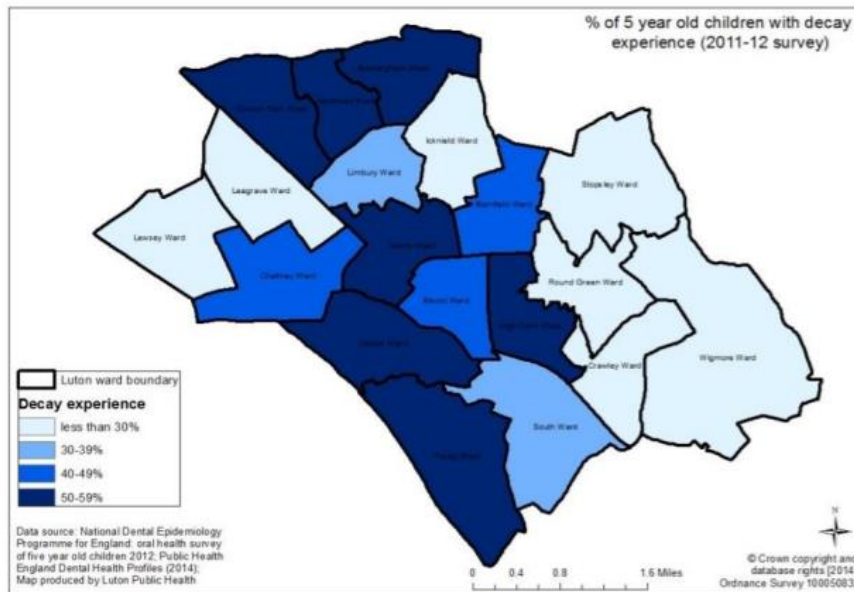 % of 5 year old children with decay
experience (2011-12 survey)
Icknield Ward
Limbury Ward
Stopsley Ward
Leagrave Ward
Barnfield Ward
Lewsey Ward
Challney Ward
Round Green Ward
Biscot Ward
Crawley Ward
Wigmore Ward
South Ward
Luton ward boundary
Decay experience
less than 30%
30-39%
40-49%
50-59%
Data source: National Dental Epidemiology
Programme for England: oral health survey
of five year old children 2012; Public Health
England Dental Health Profiles (2014);
Map produced by Luton Public Health
N
0 0.4 0.8 1.6 Miles
© Crown copyright and
database rights [2014
Ordnance Survey 10005083